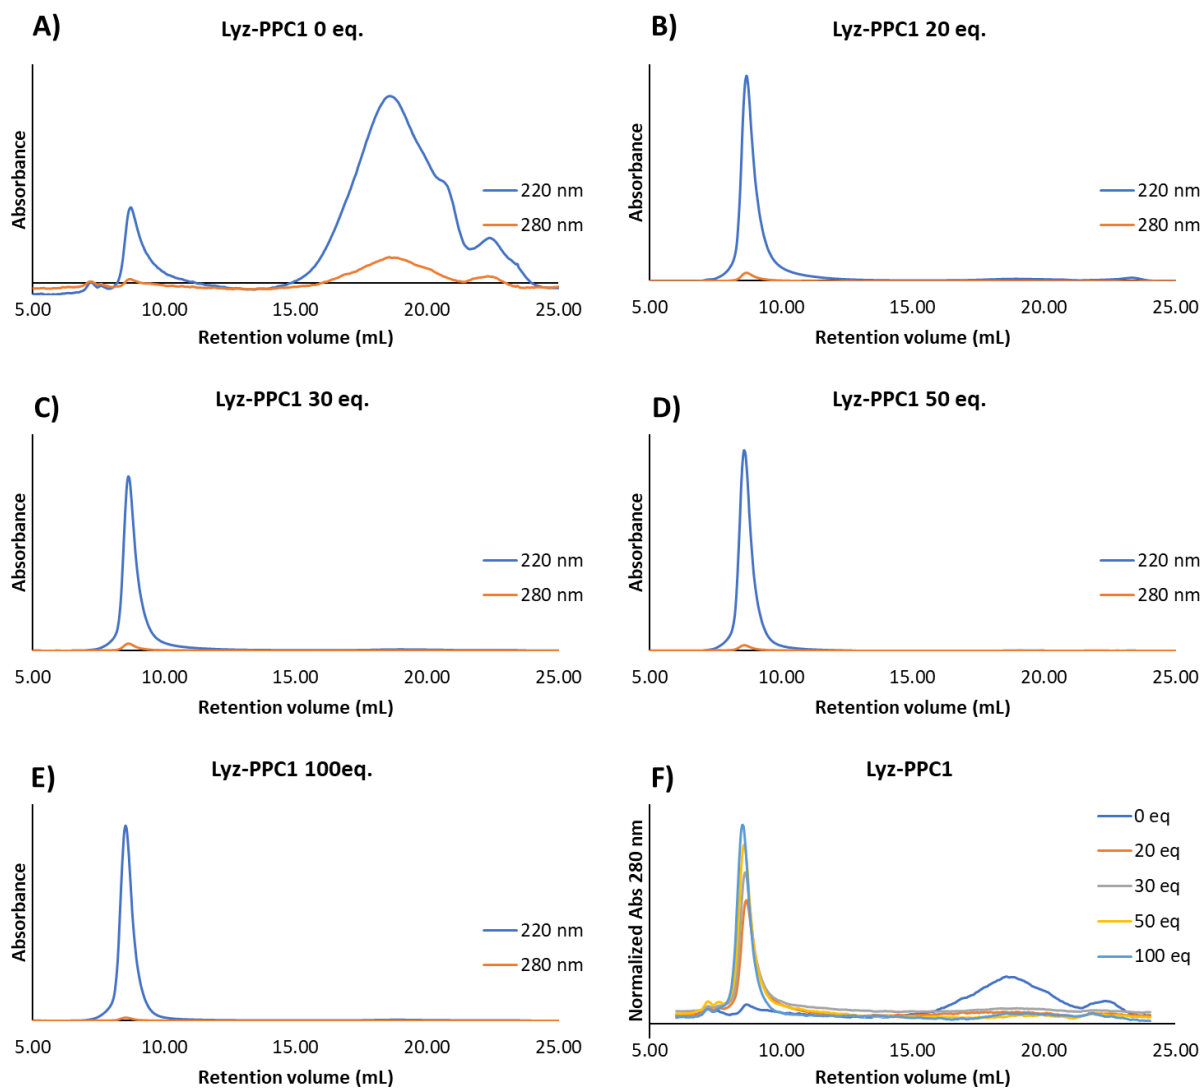 A)
Lyz-PPC1 0 eq.
Absorbance
220 nm
280 nm
5.00 10.00 15.00 20.00 25.00
Retention volume (mL)
B)
Lyz-PPC1 20 eq.
Absorbance
220 nm
280 nm
5.00 10.00 15.00 20.00 25.00
Retention volume (mL)
C)
Lyz-PPC1 30 eq.
Absorbance
220 nm
280 nm
5.00 10.00 15.00 20.00 25.00
Retention volume (mL)
D)
Lyz-PPC1 50 eq.
Absorbance
220 nm
280 nm
5.00 10.00 15.00 20.00 25.00
Retention volume (mL)
E)
Lyz-PPC1 100eq.
Absorbance
220 nm
280 nm
5.00 10.00 15.00 20.00 25.00
Retention volume (mL)
F)
Lyz-PPC1
Normalized Abs 280 nm
0 eq
20 eq
30 eq
50 eq
100 eq
5.00 10.00 15.00 20.00 25.00
Retention volume (mL)